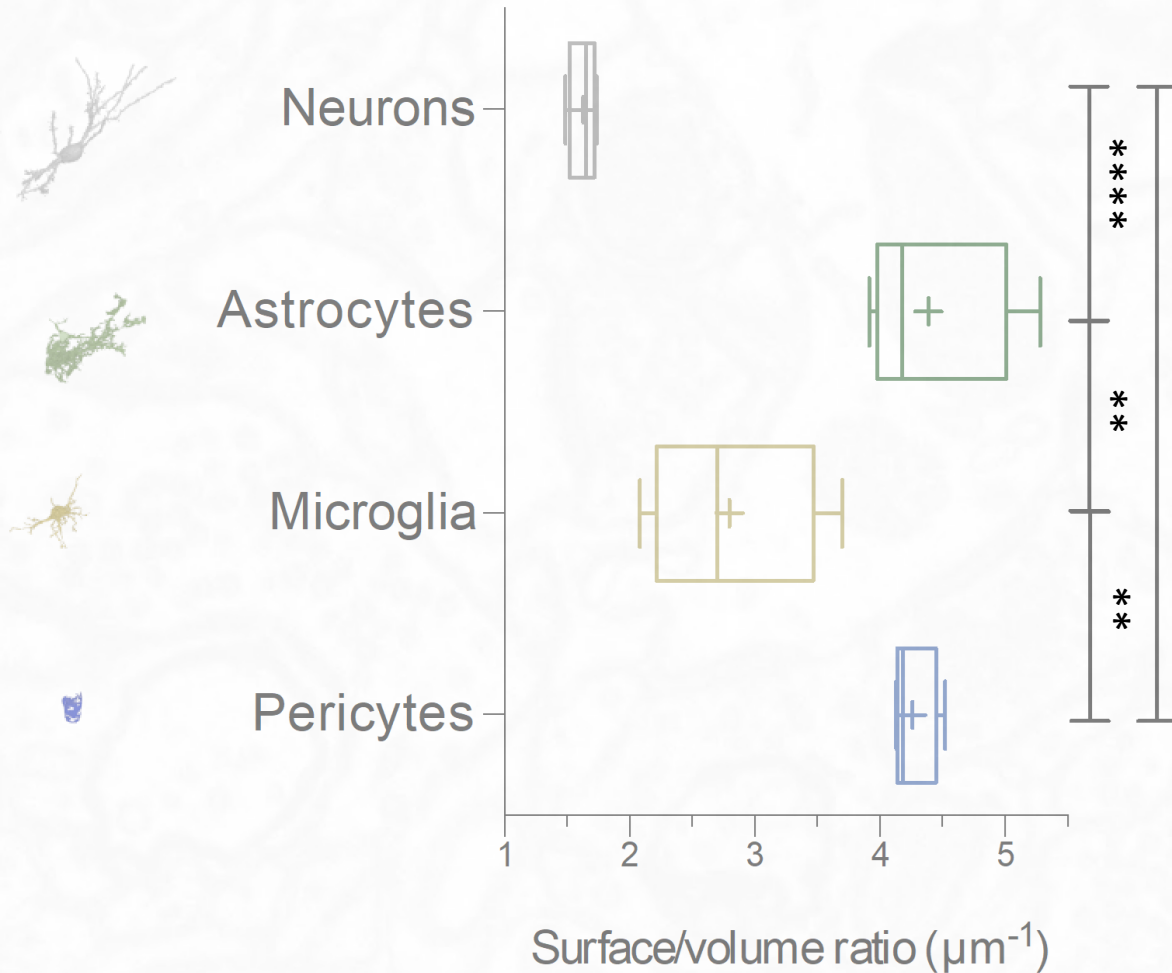 Neurons
****
Astrocytes
**
Microglia
**
Pericytes
1 2 3 4 5
Surface/volume ratio (µm⁻¹)